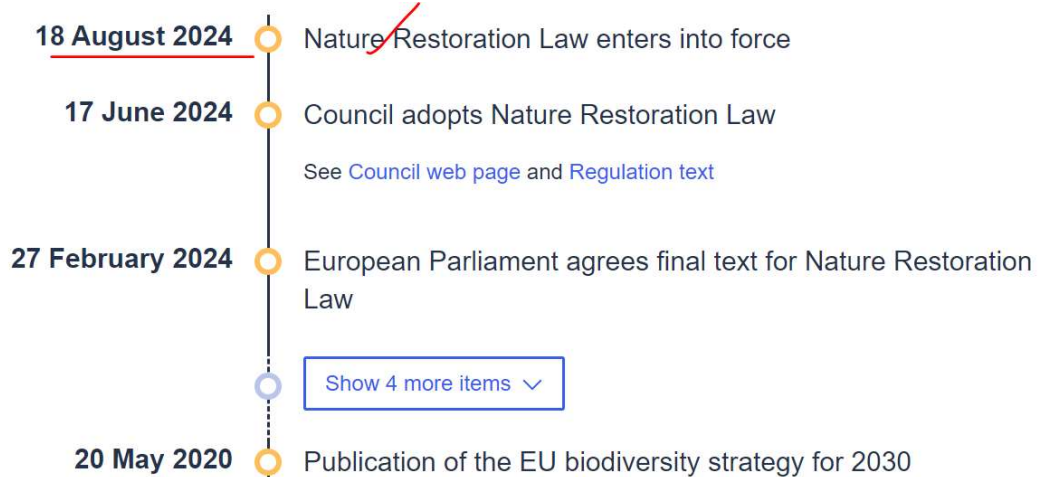 18 August 2024 Nature Restoration Law enters into force
17 June 2024 Council adopts Nature Restoration Law
See Council web page and Regulation text
27 February 2024 European Parliament agrees final text for Nature Restoration
Law
Show 4 more items
20 May 2020 Publication of the EU biodiversity strategy for 2030